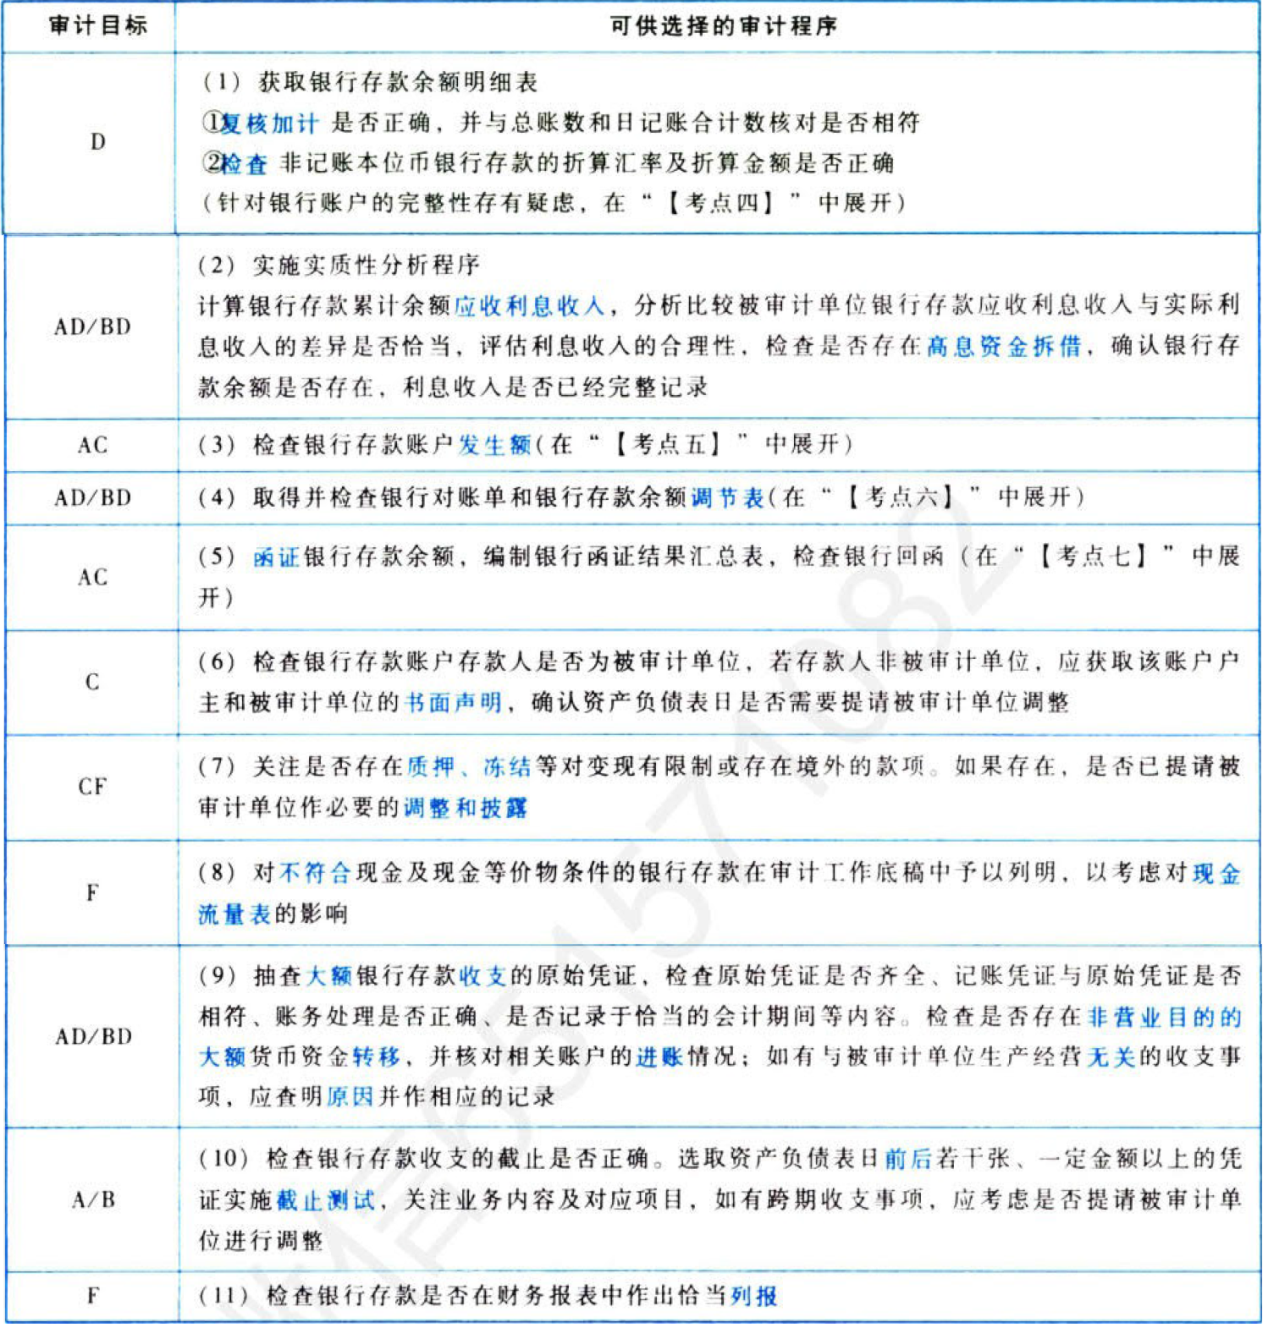 审计目标 可供选择的审计程序
D
(1) 获取银行存款余额明细表
①复核加计 是否正确，并与总账数和日记账合计数核对是否相符
②检查 非记账本位币银行存款的折算汇率及折算金额是否正确
(针对银行账户的完整性存有疑虑，在“【考点四】”中展开)
AD/BD
(2) 实施实质性分析程序
计算银行存款累计余额应收利息收入，分析比较被审计单位银行存款应收利息收入与实际利
息收入的差异是否恰当，评估利息收入的合理性，检查是否存在高息资金拆借，确认银行存
款余额是否存在，利息收入是否已经完整记录
AC
(3) 检查银行存款账户发生额(在“【考点五】”中展开)
AD/BD
(4) 取得并检查银行对账单和银行存款余额调节表(在“【考点六】”中展开)
AC
(5) 函证银行存款余额，编制银行函证结果汇总表，检查银行回函 (在“【考点七】”中展
开)
C
(6) 检查银行存款账户存款人是否为被审计单位，若存款人非被审计单位，应获取该账户户
主和被审计单位的书面声明，确认资产负债表日是否需要提请被审计单位调整
CF
(7) 关注是否存在质押、冻结等对变现有限制或存在境外的款项。如果存在，是否已提请被
审计单位作必要的调整和披露
F
(8) 对不符合现金及现金等价物条件的银行存款在审计工作底稿中予以列明，以考虑对现金
流量表的影响
AD/BD
(9) 抽查大额银行存款收支的原始凭证，检查原始凭证是否齐全、记账凭证与原始凭证是否
相符、账务处理是否正确、是否记录于恰当的会计期间等内容。检查是否存在非营业目的的
大额货币资金转移，并核对相关账户的进账情况；如有与被审计单位生产经营无关的收支事
项，应查明原因并作相应的记录
A/B
(10) 检查银行存款收支的截止是否正确。选取资产负债表日前后若干张、一定金额以上的凭
证实施截止测试，关注业务内容及对应项目，如有跨期收支事项，应考虑是否提请被审计单
位进行调整
F
(11) 检查银行存款是否在财务报表中作出恰当列报